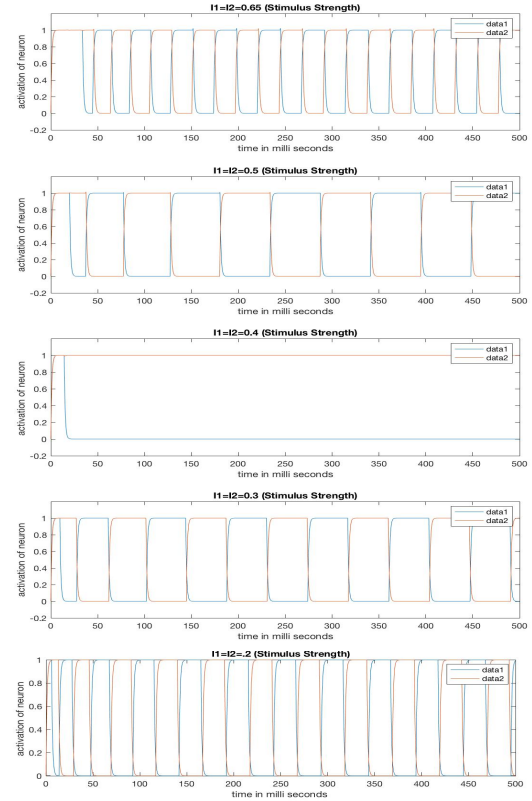 I1=I2=0.65 (Stimulus Strength)
data1
data2
activation of neuron
1
0.8
0.6
0.4
0.2
0
-0.2
0 50 100 150 200 250 300 350 400 450 500
time in milli seconds
I1=I2=0.5 (Stimulus Strength)
data1
data2
activation of neuron
1
0.8
0.6
0.4
0.2
0
-0.2
0 50 100 150 200 250 300 350 400 450 500
time in milli seconds
I1=I2=0.4 (Stimulus Strength)
data1
data2
activation of neuron
1
0.8
0.6
0.4
0.2
0
-0.2
0 50 100 150 200 250 300 350 400 450 500
time in milli seconds
I1=I2=0.3 (Stimulus Strength)
data1
data2
activation of neuron
1
0.8
0.6
0.4
0.2
0
-0.2
0 50 100 150 200 250 300 350 400 450 500
time in milli seconds
I1=I2=.2 (Stimulus Strength)
data1
data2
activation of neuron
1
0.8
0.6
0.4
0.2
0
0 50 100 150 200 250 300 350 400 450 500
time in milli seconds